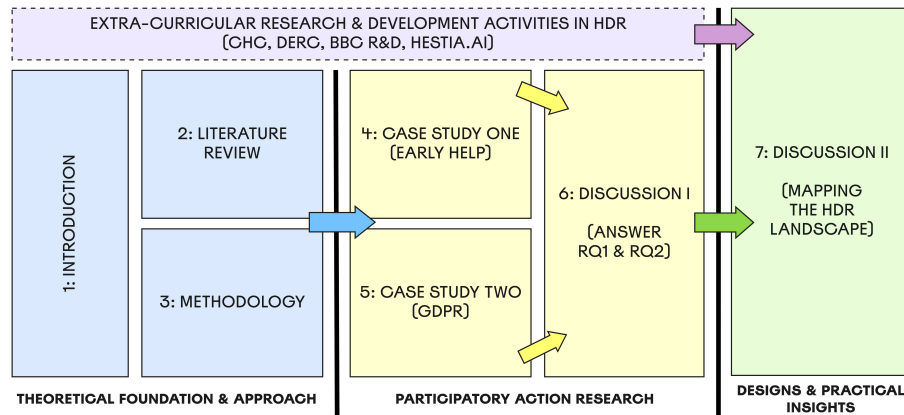 EXTRA-CURRICULAR RESEARCH & DEVELOPMENT ACTIVITIES IN HDR
(CHC, DERC, BBC R&D, HESTIA.AI)
1: INTRODUCTION
2: LITERATURE
REVIEW
3: METHODOLOGY
4: CASE STUDY ONE
(EARLY HELP)
5: CASE STUDY TWO
(GDPR)
6: DISCUSSION I
(ANSWER
RQ1 & RQ2)
7: DISCUSSION II
(MAPPING
THE HDR
LANDSCAPE)
THEORETICAL FOUNDATION & APPROACH
PARTICIPATORY ACTION RESEARCH
DESIGNS & PRACTICAL
INSIGHTS